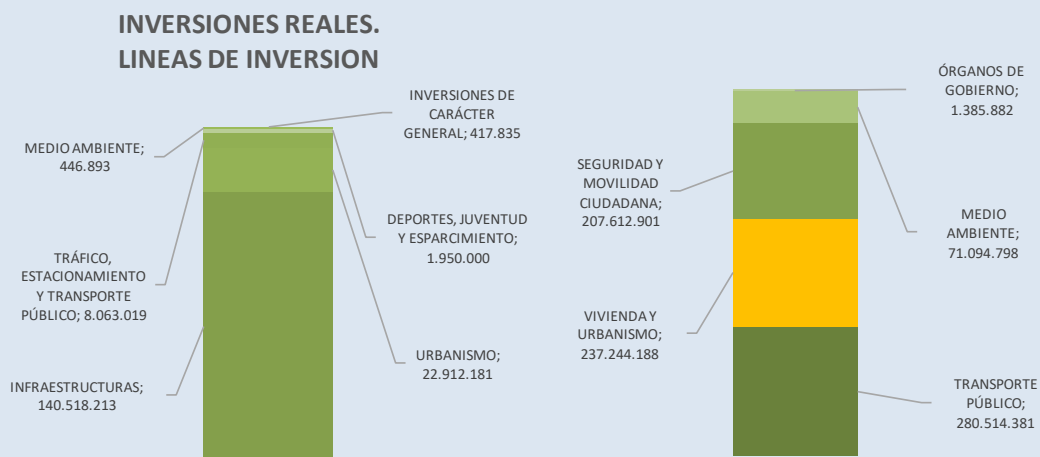 INVERSIONES REALES.
LINEAS DE INVERSION
INVERSIONES DE
CARÁCTER
GENERAL; 417.835
MEDIO AMBIENTE;
446.893
DEPORTES, JUVENTUD
Y ESPARCIMIENTO;
1.950.000
TRÁFICO,
ESTACIONAMIENTO
Y TRANSPORTE
PÚBLICO; 8.063.019
URBANISMO;
22.912.181
INFRAESTRUCTURAS;
140.518.213
ÓRGANOS DE
GOBIERNO;
1.385.882
SEGURIDAD Y
MOVILIDAD
CIUDADANA;
207.612.901
MEDIO
AMBIENTE;
71.094.798
VIVIENDA Y
URBANISMO;
237.244.188
TRANSPORTE
PÚBLICO;
280.514.381